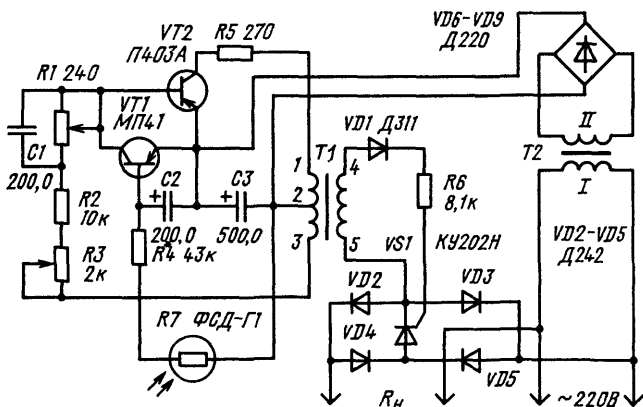 VT2
П403А
R5 270
VD6-VD9
Д220
R1 240
VT1
МП41
C1
200,0
R2
10к
R3
2к
+
C2
200,0
+
C3
500,0
R4 43к
R7 ФСД-Г1
1
2
3
T1
4
5
VD1 Д311
R6
8,1к
VS1
КУ202Н
II
T2
I
VD2-VD5
Д242
VD2
VD3
VD4
VD5
Rн
~220В